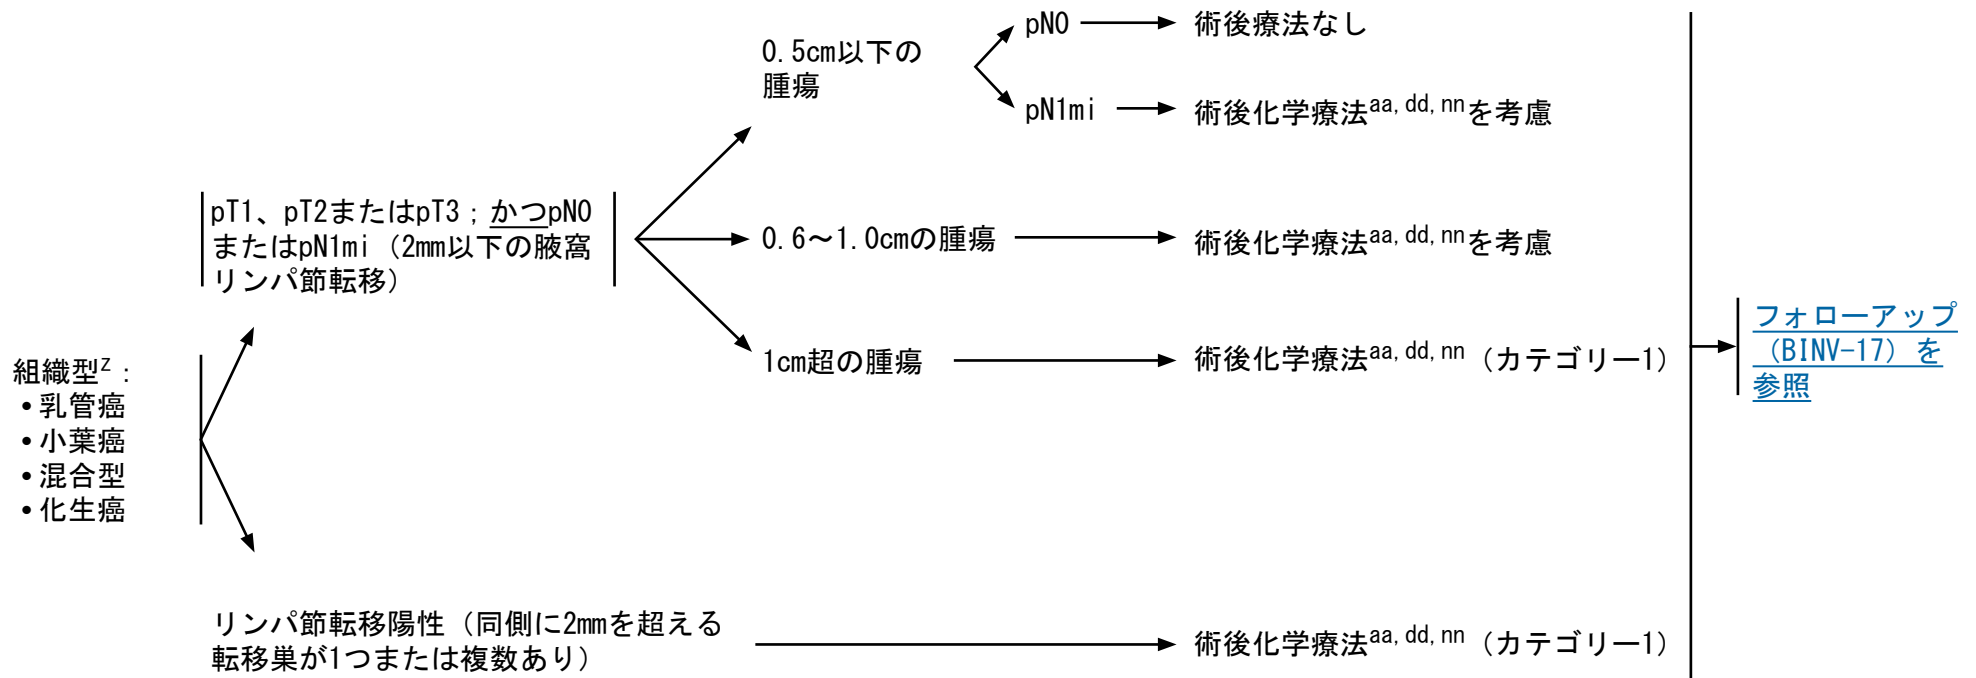 組織型z：
•乳管癌
•小葉癌
•混合型
•化生癌
pT1、pT2またはpT3；かつpN0
またはpN1mi（2mm以下の腋窩
リンパ節転移）
0.5cm以下の
腫瘍
pN0
術後療法なし
pN1mi
術後化学療法aa, dd, nnを考慮
0.6～1.0cmの腫瘍
術後化学療法aa, dd, nnを考慮
1cm超の腫瘍
術後化学療法aa, dd, nn（カテゴリー1）
リンパ節転移陽性（同側に2mmを超える
転移巣が1つまたは複数あり）
術後化学療法aa, dd, nn（カテゴリー1）
フォローアップ
（BINV-17）を
参照